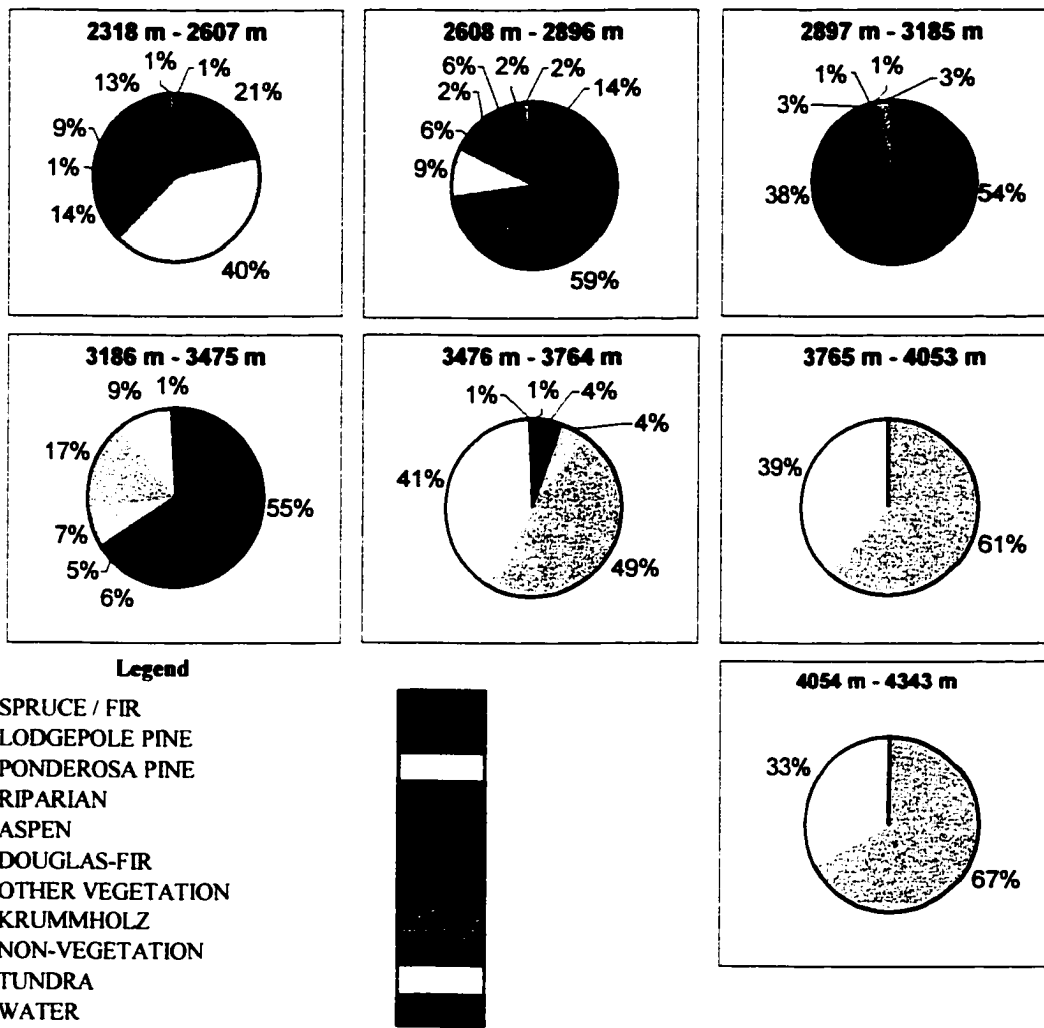 2318 m - 2607 m
1% 1%
13% 21%
9%
1%
14%
40%
2608 m - 2896 m
6% 2% 2%
2% 14%
6%
9%
59%
2897 m - 3185 m
1% 1% 3%
3%
38% 54%
3186 m - 3475 m
9% 1%
17%
55%
7%
5%
6%
3476 m - 3764 m
1% 1% 4%
4%
41%
49%
3765 m - 4053 m
39%
61%
Legend
SPRUCE / FIR
LODGEPOLE PINE
PONDEROSA PINE
RIPARIAN
ASPEN
DOUGLAS-FIR
OTHER VEGETATION
KRUMMHOLZ
NON-VEGETATION
TUNDRA
WATER
4054 m - 4343 m
33%
67%